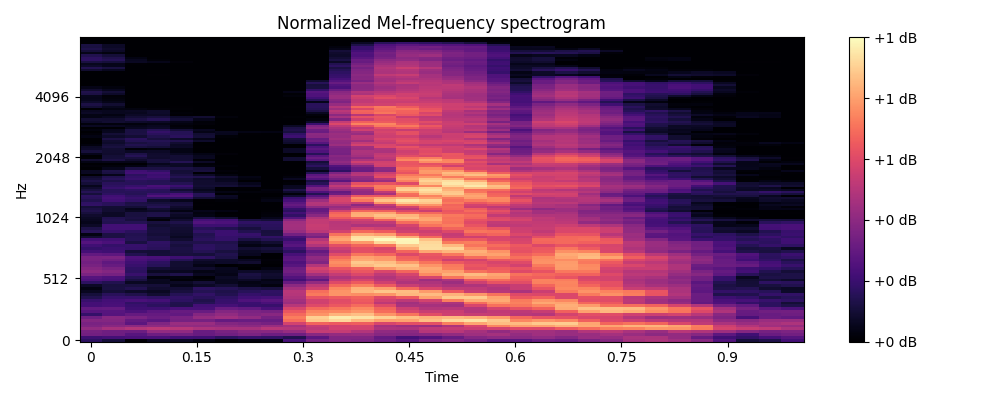 Normalized Mel-frequency spectrogram
Hz
4096
2048
1024
512
0
0 0.15 0.3 0.45 0.6 0.75 0.9
Time
+1 dB
+1 dB
+1 dB
+0 dB
+0 dB
+0 dB